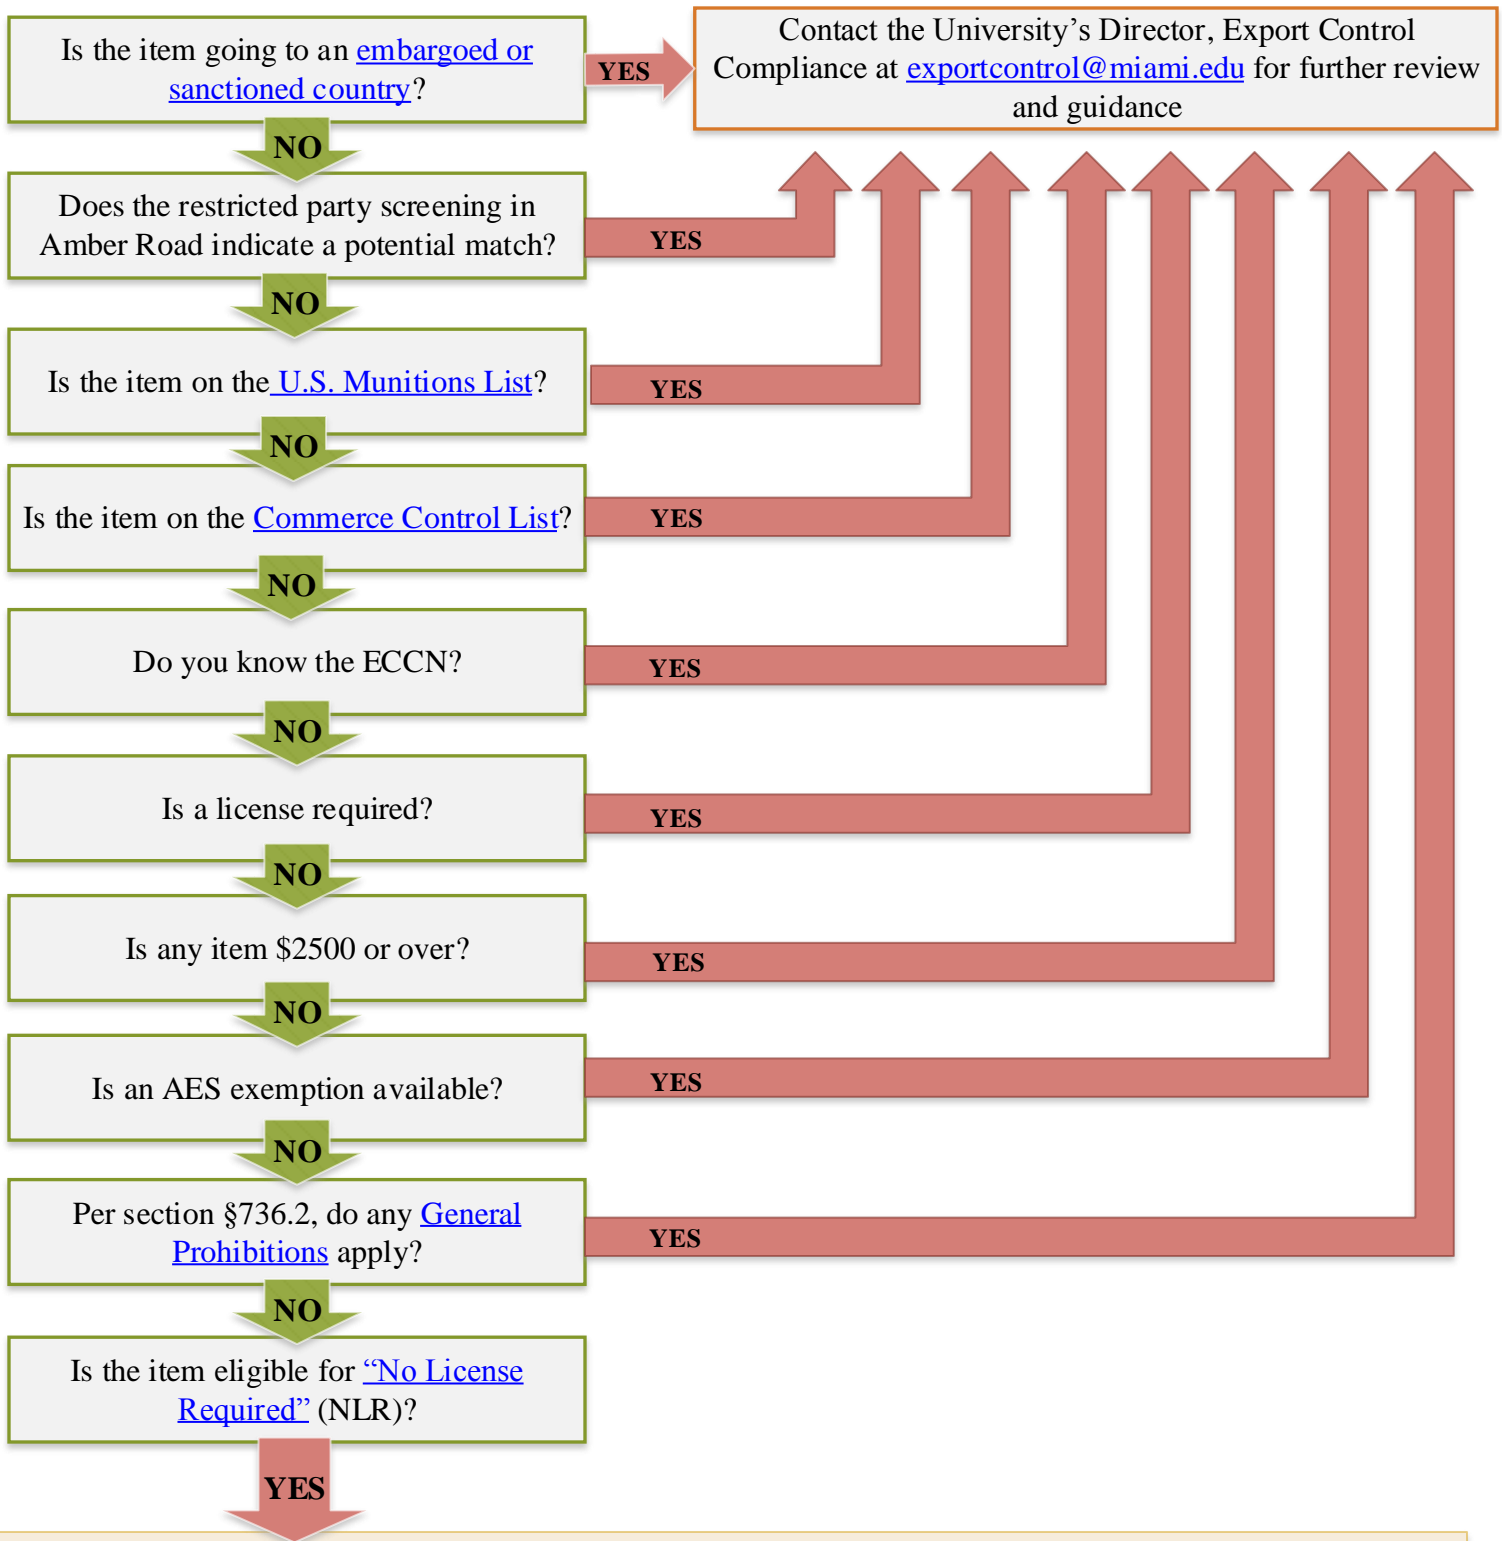 Is the item going to an embargoed or
sanctioned country?
YES
Contact the University’s Director, Export Control
Compliance at exportcontrol@miami.edu for further review
and guidance
NO
Does the restricted party screening in
Amber Road indicate a potential match?
YES
NO
Is the item on the U.S. Munitions List?
YES
NO
Is the item on the Commerce Control List?
YES
NO
Do you know the ECCN?
YES
NO
Is a license required?
YES
NO
Is any item $2500 or over?
YES
NO
Is an AES exemption available?
YES
NO
Per section §736.2, do any General
Prohibitions apply?
YES
NO
Is the item eligible for “No License
Required” (NLR)?
YES